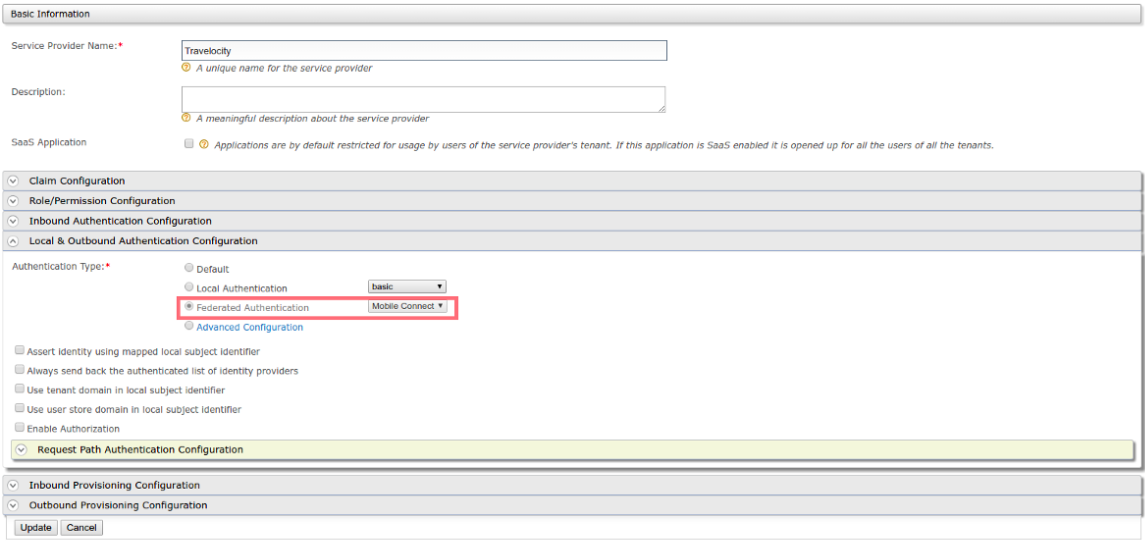 Basic Information
Service Provider Name:*
Travelocity
? A unique name for the service provider
Description:
? A meaningful description about the service provider
SaaS Application
? Applications are by default restricted for usage by users of the service provider's tenant. If this application is SaaS enabled it is opened up for all the users of all the tenants.
Claim Configuration
Role/Permission Configuration
Inbound Authentication Configuration
Local & Outbound Authentication Configuration
Authentication Type:*
Default
Local Authentication basic
Federated Authentication Mobile Connect
Advanced Configuration
Assert identity using mapped local subject identifier
Always send back the authenticated list of identity providers
Use tenant domain in local subject identifier
Use user store domain in local subject identifier
Enable Authorization
Request Path Authentication Configuration
Inbound Provisioning Configuration
Outbound Provisioning Configuration
Update Cancel